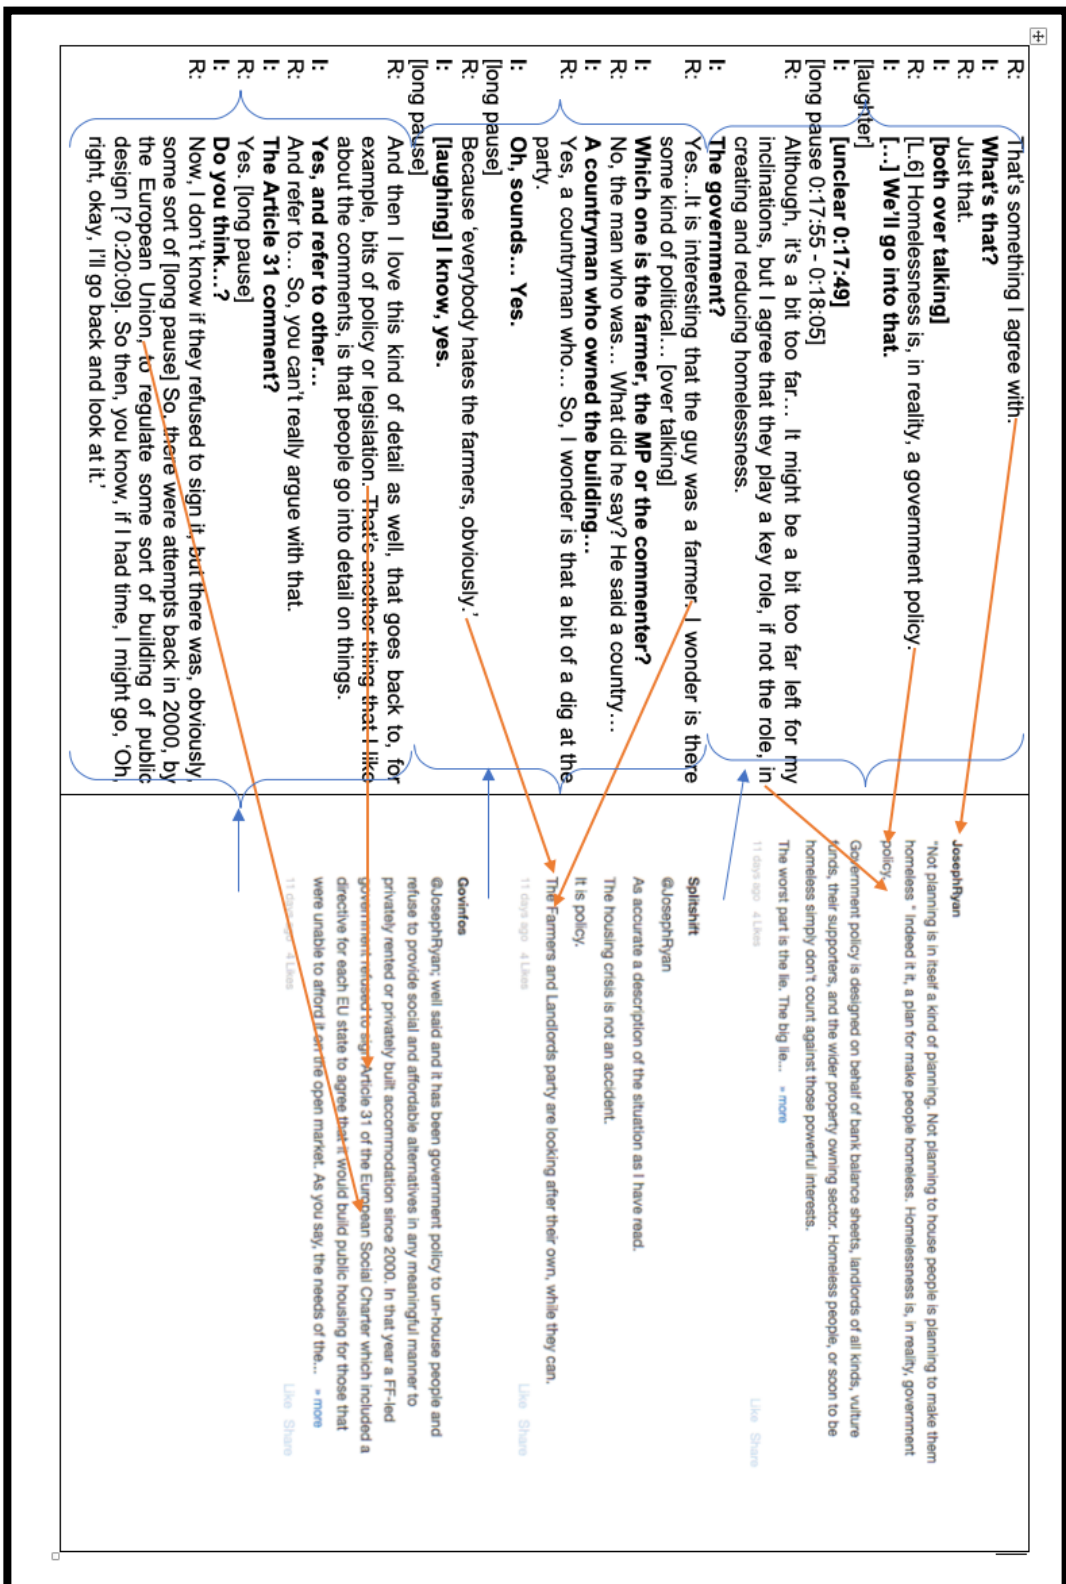 R: That's something I agree with.
I: What's that?
R: Just that.
I: [both over talking]
R: [L.6] Homelessness is, in reality, a government policy.
I: [...] We'll go into that.
[laughter]
I: [unclear 0:17:49]
[long pause 0:17:55 - 0:18:05]
R: Although, it's a bit too far… It might be a bit too far left for my
inclinations, but I agree that they play a key role, if not the role, in
creating and reducing homelessness.
I: The government?
R: Yes…It is interesting that the guy was a farmer. I wonder is there
some kind of political… [over talking]
I: Which one is the farmer, the MP or the commenter?
R: No, the man who was… What did he say? He said a country…
I: A countryman who owned the building…
R: Yes, a countryman who… So, I wonder is that a bit of a dig at the
party.
I: Oh, sounds… Yes.
[long pause]
R: Because ‘everybody hates the farmers, obviously.’
I: [laughing] I know, yes.
[long pause]
R: And then I love this kind of detail as well, that goes back to, for
example, bits of policy or legislation. That's another thing that I like
about the comments, is that people go into detail on things.
I: Yes, and refer to other…
R: And refer to… So, you can't really argue with that.
I: The Article 31 comment?
R: Yes. [long pause]
I: Do you think…?
R: Now, I don't know if they refused to sign it, but there was, obviously,
some sort of [long pause] So, there were attempts back in 2000, by
the European Union, to regulate some sort of building of public
design [? 0:20:09]. So then, you know, if I had time, I might go, ‘Oh,
right, okay, I'll go back and look at it.’
JosephRyan
"Not planning is in itself a kind of planning. Not planning to house people is planning to make them
homeless " Indeed it it, a plan for make people homeless. Homelessness is, in reality, government
policy.
Government policy is designed on behalf of bank balance sheets, landlords of all kinds, vulture
funds, their supporters, and the wider property owning sector. Homeless people, or soon to be
homeless simply don't count against those powerful interests.
The worst part is the lie. The big lie... » more
11 days ago 4 Likes Like Share
Splitshift
@JosephRyan
As accurate a description of the situation as I have read.
The housing crisis is not an accident.
It is policy.
The Farmers and Landlords party are looking after their own, while they can.
11 days ago 4 Likes Like Share
Govinfos
@JosephRyan; well said and it has been government policy to un-house people and
refuse to provide social and affordable alternatives in any meaningful manner to
privately rented or privately built accommodation since 2000. In that year a FF-led
government refused to sign Article 31 of the European Social Charter which included a
directive for each EU state to agree that it would build public housing for those that
were unable to afford it on the open market. As you say, the needs of the... » more
11 days ago 4 Likes Like Share